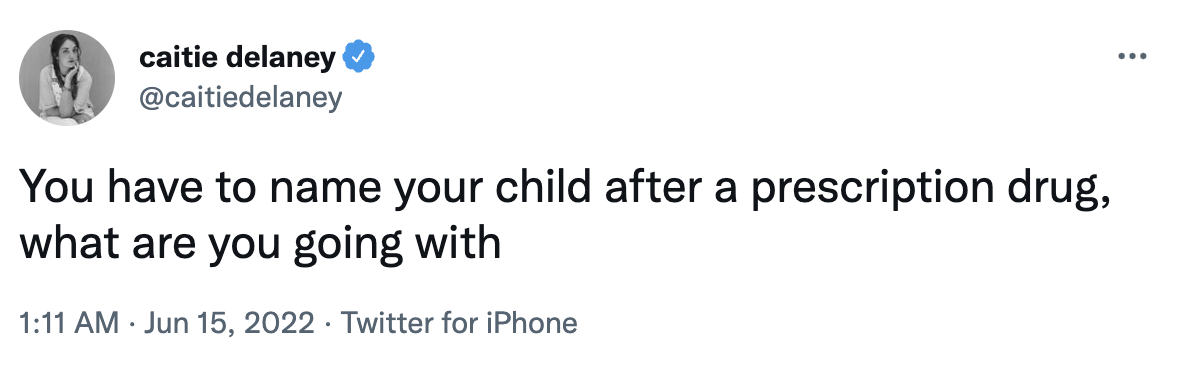 caitie delaney
@caitiedelaney
You have to name your child after a prescription drug,
what are you going with
1:11 AM · Jun 15, 2022 · Twitter for iPhone